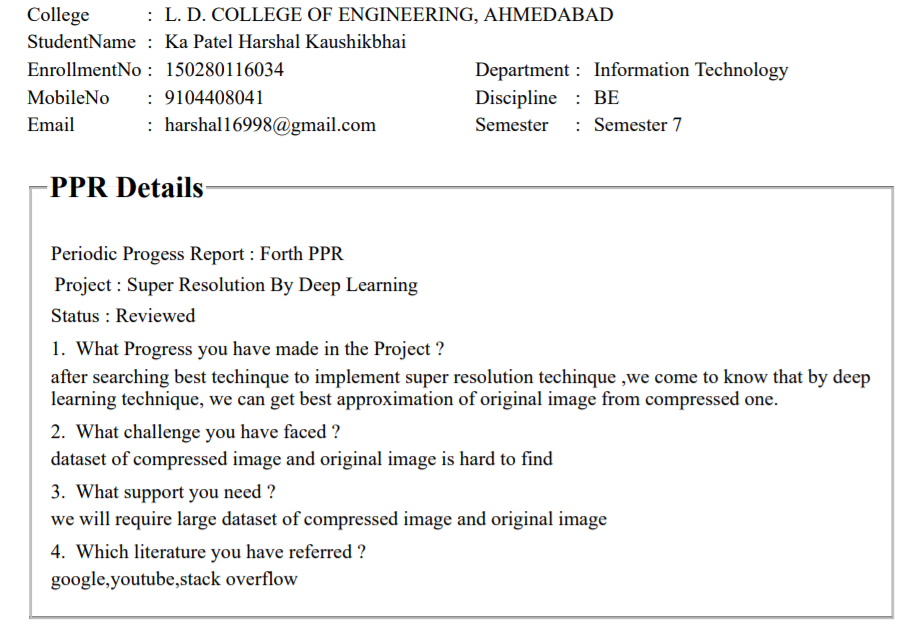 College : L. D. COLLEGE OF ENGINEERING, AHMEDABAD
StudentName : Ka Patel Harshal Kaushikbhai
EnrollmentNo : 150280116034 Department : Information Technology
MobileNo : 9104408041 Discipline : BE
Email : harshal16998@gmail.com Semester : Semester 7
PPR Details
Periodic Progess Report : Forth PPR
Project : Super Resolution By Deep Learning
Status : Reviewed
1. What Progress you have made in the Project ?
after searching best techinque to implement super resolution techinque ,we come to know that by deep
learning technique, we can get best approximation of original image from compressed one.
2. What challenge you have faced ?
dataset of compressed image and original image is hard to find
3. What support you need ?
we will require large dataset of compressed image and original image
4. Which literature you have referred ?
google,youtube,stack overflow